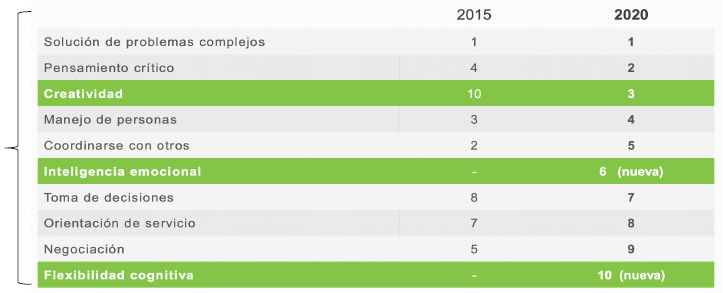 2015 2020
Solución de problemas complejos 1 1
Pensamiento crítico 4 2
Creatividad 10 3
Manejo de personas 3 4
Coordinarse con otros 2 5
Inteligencia emocional - 6 (nueva)
Toma de decisiones 8 7
Orientación de servicio 7 8
Negociación 5 9
Flexibilidad cognitiva - 10 (nueva)